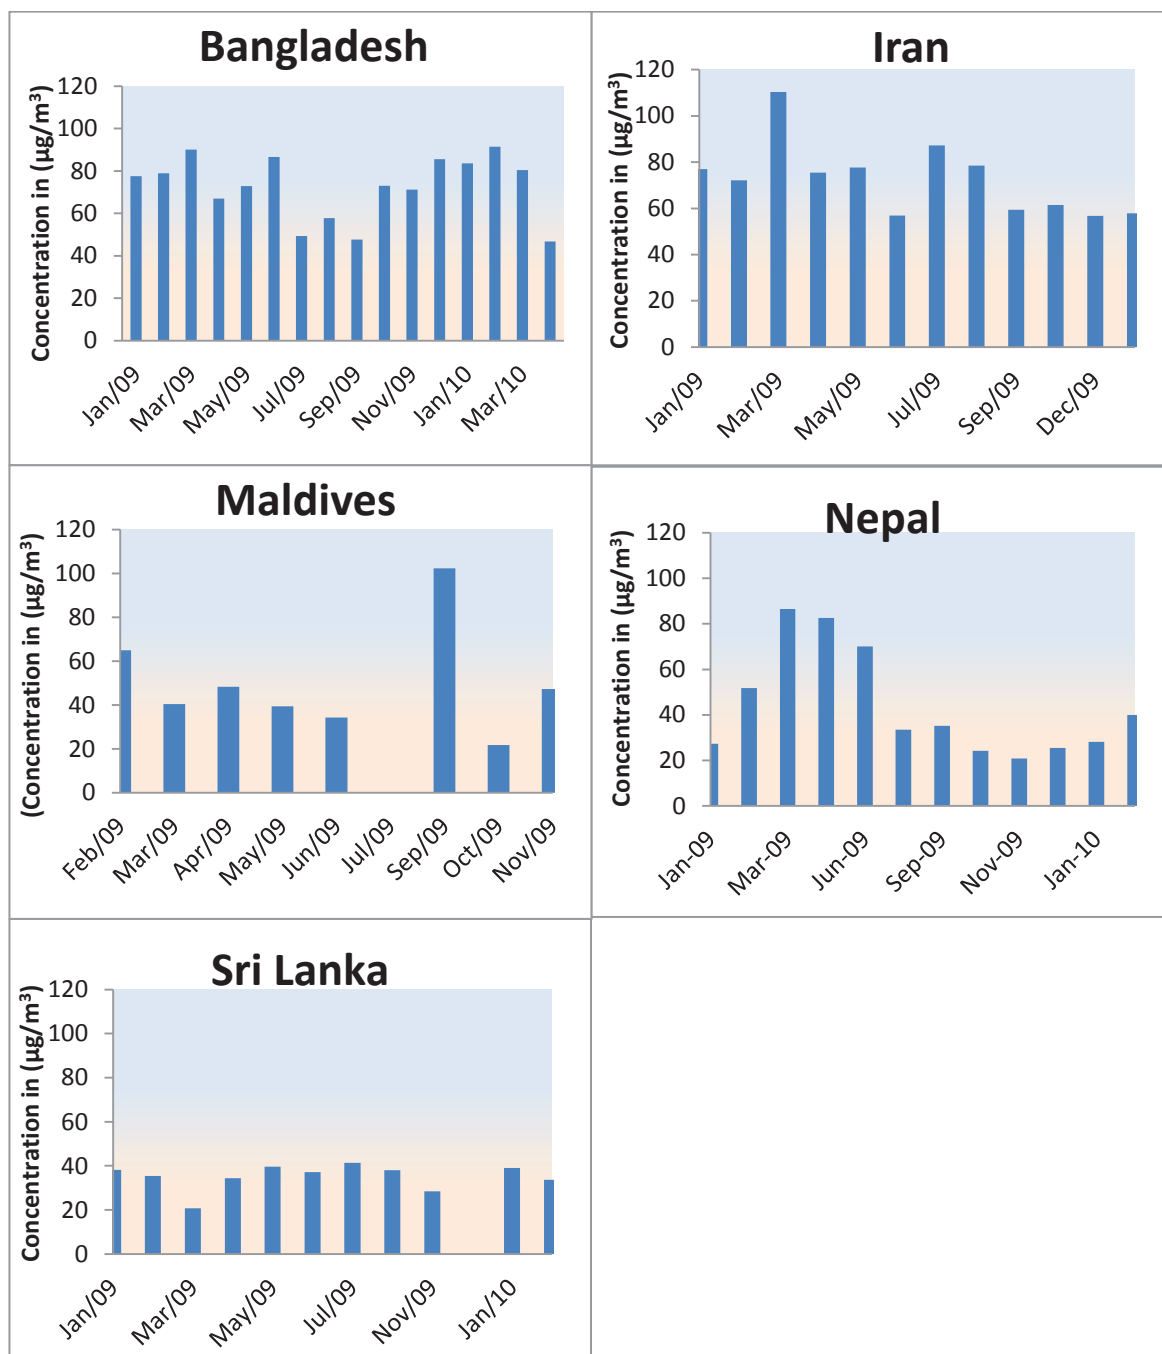 Bangladesh
Concentration in (µg/m³)
120
100
80
60
40
20
0
Jan/09
Mar/09
May/09
Jul/09
Sep/09
Nov/09
Jan/10
Mar/10
Iran
Concentration in (µg/m³)
120
100
80
60
40
20
0
Jan/09
Mar/09
May/09
Jul/09
Sep/09
Dec/09
Maldives
(Concentration in (µg/m³)
120
100
80
60
40
20
0
Feb/09
Mar/09
Apr/09
May/09
Jun/09
Jul/09
Sep/09
Oct/09
Nov/09
Nepal
Concentration in (µg/m³)
120
100
80
60
40
20
0
Jan-09
Mar-09
Jun-09
Sep-09
Nov-09
Jan-10
Sri Lanka
Concentration in (µg/m³)
120
100
80
60
40
20
0
Jan/09
Mar/09
May/09
Jul/09
Nov/09
Jan/10